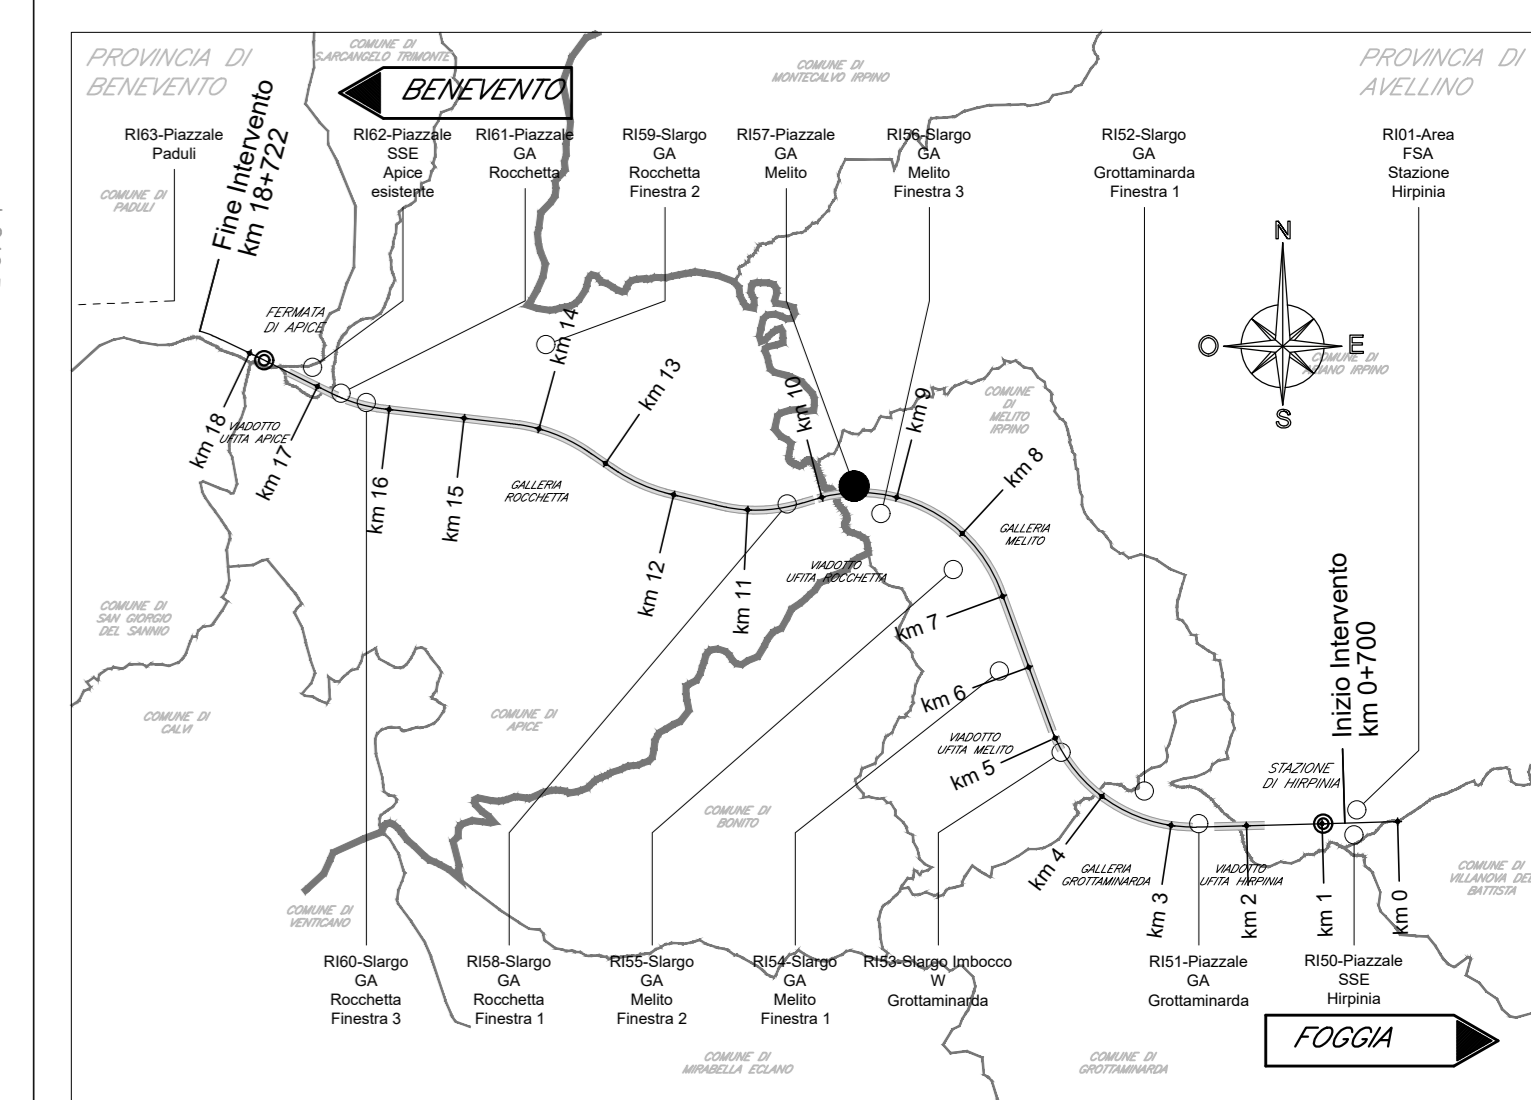 PROVINCIA DI
BENEVENTO
COMUNE DI
S.ARCANGELO TRIMONTE
BENEVENTO
COMUNE DI
MONTECALVO IRPINO
PROVINCIA DI
AVELLINO
RI63-Piazzale
Paduli
Fine Intervento
km 18+722
RI62-Piazzale
SSE
Apice
esistente
RI61-Piazzale
GA
Rocchetta
RI59-Slargo
GA
Rocchetta
Finestra 2
RI57-Piazzale
GA
Melito
RI56-Slargo
GA
Melito
Finestra 3
RI52-Slargo
GA
Grottaminarda
Finestra 1
RI01-Area
FSA
Stazione
Hirpinia
COMUNE DI
PADULI
N
O
E
S
COMUNE DI
ARIANO IRPINO
FERMATA
DI APICE
COMUNE
DI
MELITO
IRPINO
km 18
VIADOTTO
UFITA APICE
km 17
km 16
km 15
km 14
km 13
km 12
km 11
km 10
km 9
km 8
km 7
km 6
km 5
km 4
km 3
km 2
km 1
km 0
GALLERIA
ROCCHETTA
GALLERIA
MELITO
VIADOTTO
UFITA ROCCHETTA
COMUNE DI
SAN GIORGIO
DEL SANNIO
COMUNE DI
CALVI
COMUNE DI
APICE
VIADOTTO
UFITA MELITO
Inizio Intervento
km 0+700
STAZIONE
DI HIRPINIA
COMUNE DI
BONITO
GALLERIA
GROTTAMINARDA
VIADOTTO
UFITA HIRPINIA
COMUNE DI
VILLANOVA DEL
BATTISTA
COMUNE DI
VENTICANO
RI60-Slargo
GA
Rocchetta
Finestra 3
RI58-Slargo
GA
Rocchetta
Finestra 1
RI55-Slargo
GA
Melito
Finestra 2
RI54-Slargo
GA
Melito
Finestra 1
RI53-Slargo Imbocco
W
Grottaminarda
RI51-Piazzale
GA
Grottaminarda
RI50-Piazzale
SSE
Hirpinia
FOGGIA
COMUNE DI
MIRABELLA ECLANO
COMUNE DI
GROTTAMINARDA